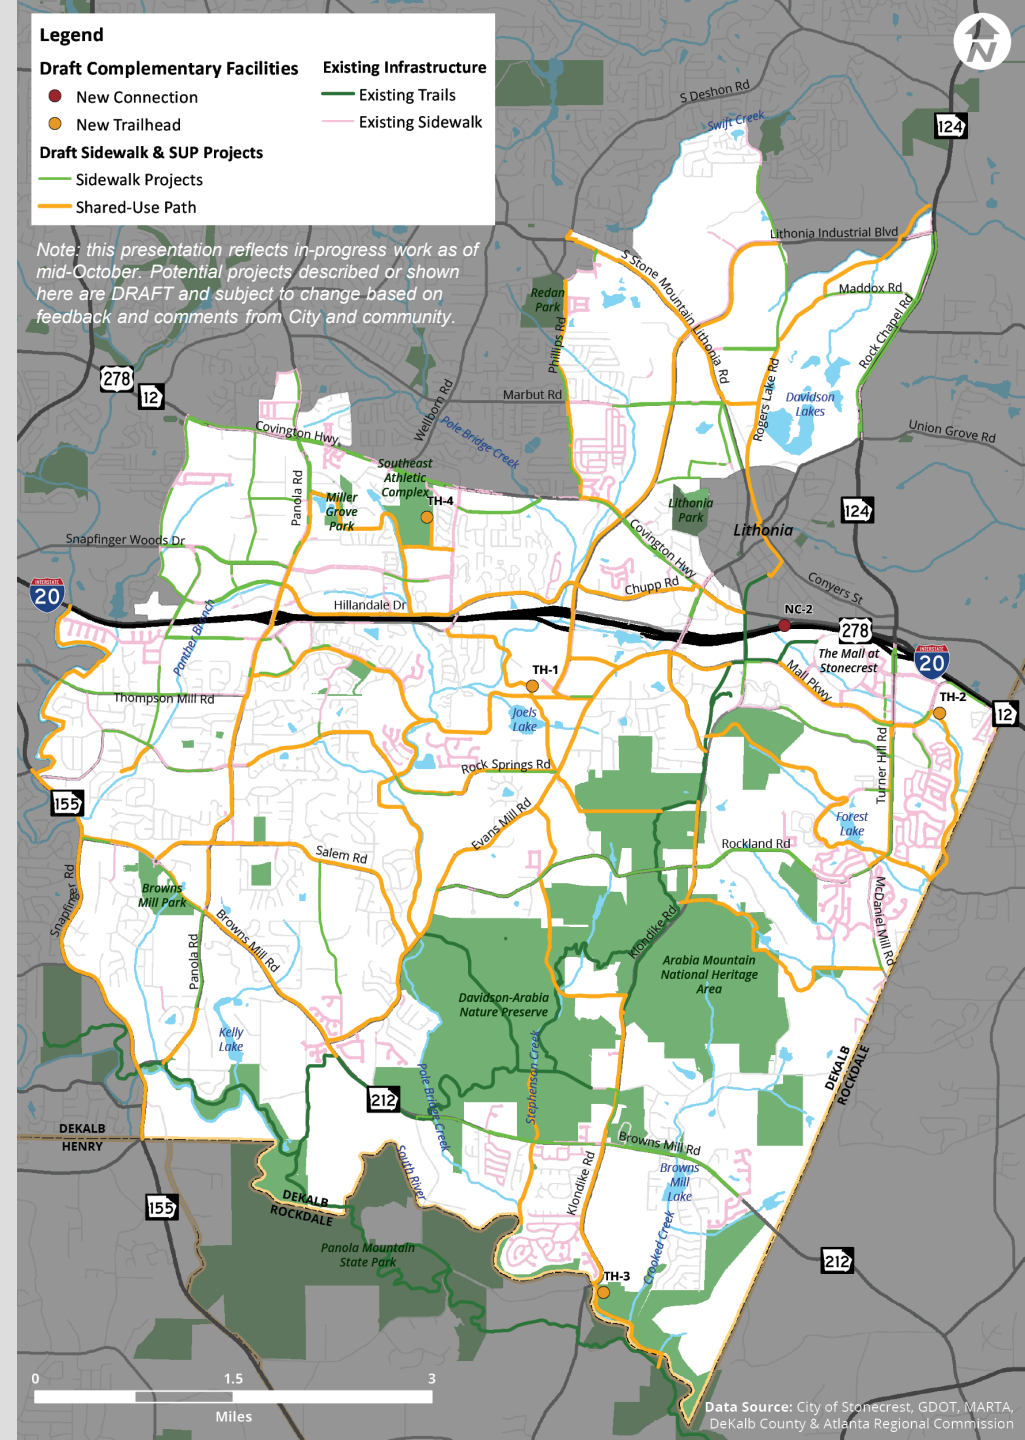 Legend
Draft Complementary Facilities
New Connection
New Trailhead
Draft Sidewalk & SUP Projects
Sidewalk Projects
Shared-Use Path
Existing Infrastructure
Existing Trails
Existing Sidewalk
Note: this presentation reflects in-progress work as of
mid-October. Potential projects described or shown
here are DRAFT and subject to change based on
feedback and comments from City and community.
N
S Deshon Rd
Swift Creek
124
Lithonia Industrial Blvd
S Stone Mountain Lithonia Rd
Redan
Park
Maddox Rd
Phillips Rd
Rock Chapel Rd
278
12
Marbut Rd
Wellborn Rd
Rogers Lake Rd
Davidson
Lakes
Pole Bridge Creek
Covington Hwy
Union Grove Rd
Southeast
Athletic
Complex
TH-4
Panola Rd
Miller
Grove
Park
Lithonia
Park
124
Lithonia
Covington Hwy
Snapfinger Woods Dr
INTERSTATE
20
Chupp Rd
Conyers St
Hillandale Dr
NC-2
278
Panther Branch
The Mall at
Stonecrest
INTERSTATE
20
TH-1
Mall Pkwy
TH-2
Thompson Mill Rd
12
Joels
Lake
Turner Hill Rd
Rock Springs Rd
155
Evans Mill Rd
Forest
Lake
Salem Rd
Rockland Rd
Snapfinger Rd
Browns
Mill Park
McDaniel Mill Rd
Browns Mill Rd
Klondike Rd
Panola Rd
Arabia Mountain
National Heritage
Area
Davidson-Arabia
Nature Preserve
Kelly
Lake
Stephenson Creek
DEKALB
ROCKDALE
Pole Bridge Creek
212
DEKALB
HENRY
Browns Mill Rd
South River
Klondike Rd
Browns
Mill
Lake
DEKALB
ROCKDALE
155
Crooked Creek
Panola Mountain
State Park
212
TH-3
0
1.5
3
Miles
Data Source: City of Stonecrest, GDOT, MARTA,
DeKalb County & Atlanta Regional Commission